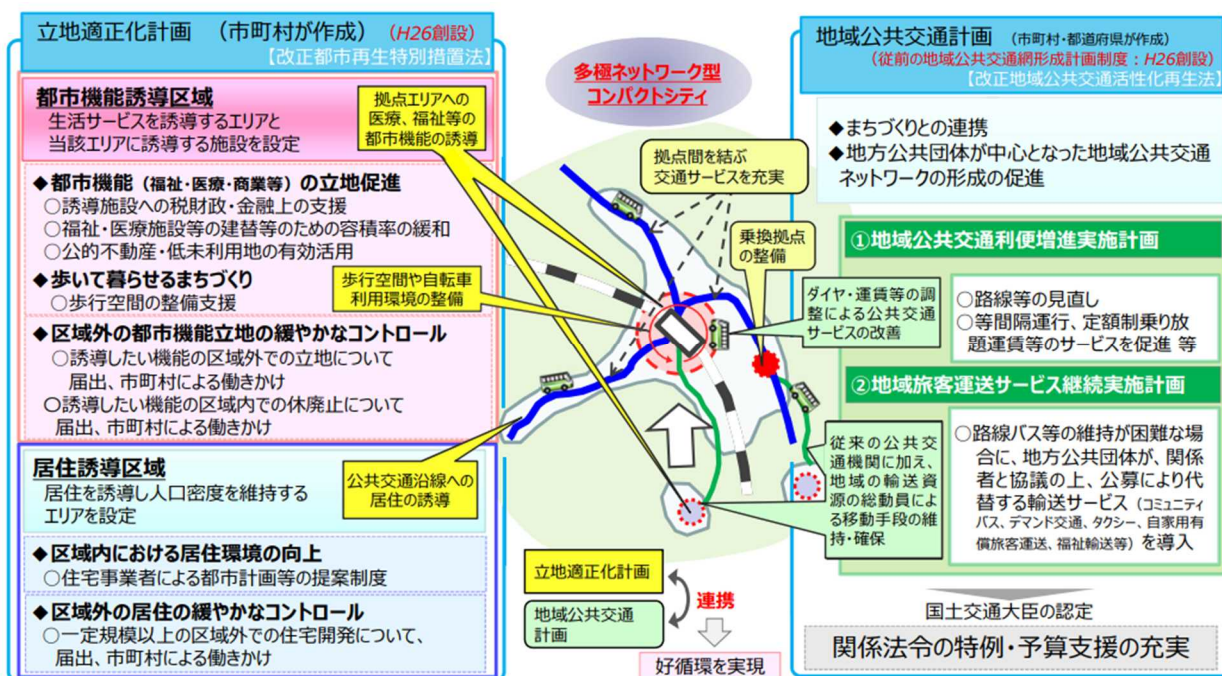 立地適正化計画 (市町村が作成) (H26創設)
【改正都市再生特別措置法】
都市機能誘導区域
生活サービスを誘導するエリアと
当該エリアに誘導する施設を設定
◆都市機能(福祉・医療・商業等)の立地促進
○誘導施設への税財政・金融上の支援
○福祉・医療施設等の建替等のための容積率の緩和
○公的不動産・低未利用地の有効活用
◆歩いて暮らせるまちづくり
○歩行空間の整備支援
◆区域外の都市機能立地の緩やかなコントロール
○誘導したい機能の区域外での立地について
届出、市町村による働きかけ
○誘導したい機能の区域内での休廃止について
届出、市町村による働きかけ
居住誘導区域
居住を誘導し人口密度を維持する
エリアを設定
◆区域内における居住環境の向上
○住宅事業者による都市計画等の提案制度
◆区域外の居住の緩やかなコントロール
○一定規模以上の区域外での住宅開発について、
届出、市町村による働きかけ
多極ネットワーク型
コンパクトシティ
拠点エリアへの
医療、福祉等の
都市機能の誘導
拠点間を結ぶ
交通サービスを充実
乗換拠点
の整備
歩行空間や自転車
利用環境の整備
ダイヤ・運賃等の調
整による公共交通
サービスの改善
公共交通沿線への
居住の誘導
従来の公共交
通機関に加え、
地域の輸送資
源の総動員によ
る移動手段の維
持・確保
立地適正化計画
連携
地域公共交通
計画
好循環を実現
地域公共交通計画 (市町村・都道府県が作成)
(従前の地域公共交通網形成計画制度:H26創設)
【改正地域公共交通活性化再生法】
◆まちづくりとの連携
◆地方公共団体が中心となった地域公共交通
ネットワークの形成の促進
①地域公共交通利便増進実施計画
○路線等の見直し
○等間隔運行、定額制乗り放
題運賃等のサービスを促進 等
②地域旅客運送サービス継続実施計画
○路線バス等の維持が困難な場
合に、地方公共団体が、関係
者と協議の上、公募により代
替する輸送サービス(コミュニティ
バス、デマンド交通、タクシー、自家用有
償旅客運送、福祉輸送等)を導入
国土交通大臣の認定
関係法令の特例・予算支援の充実